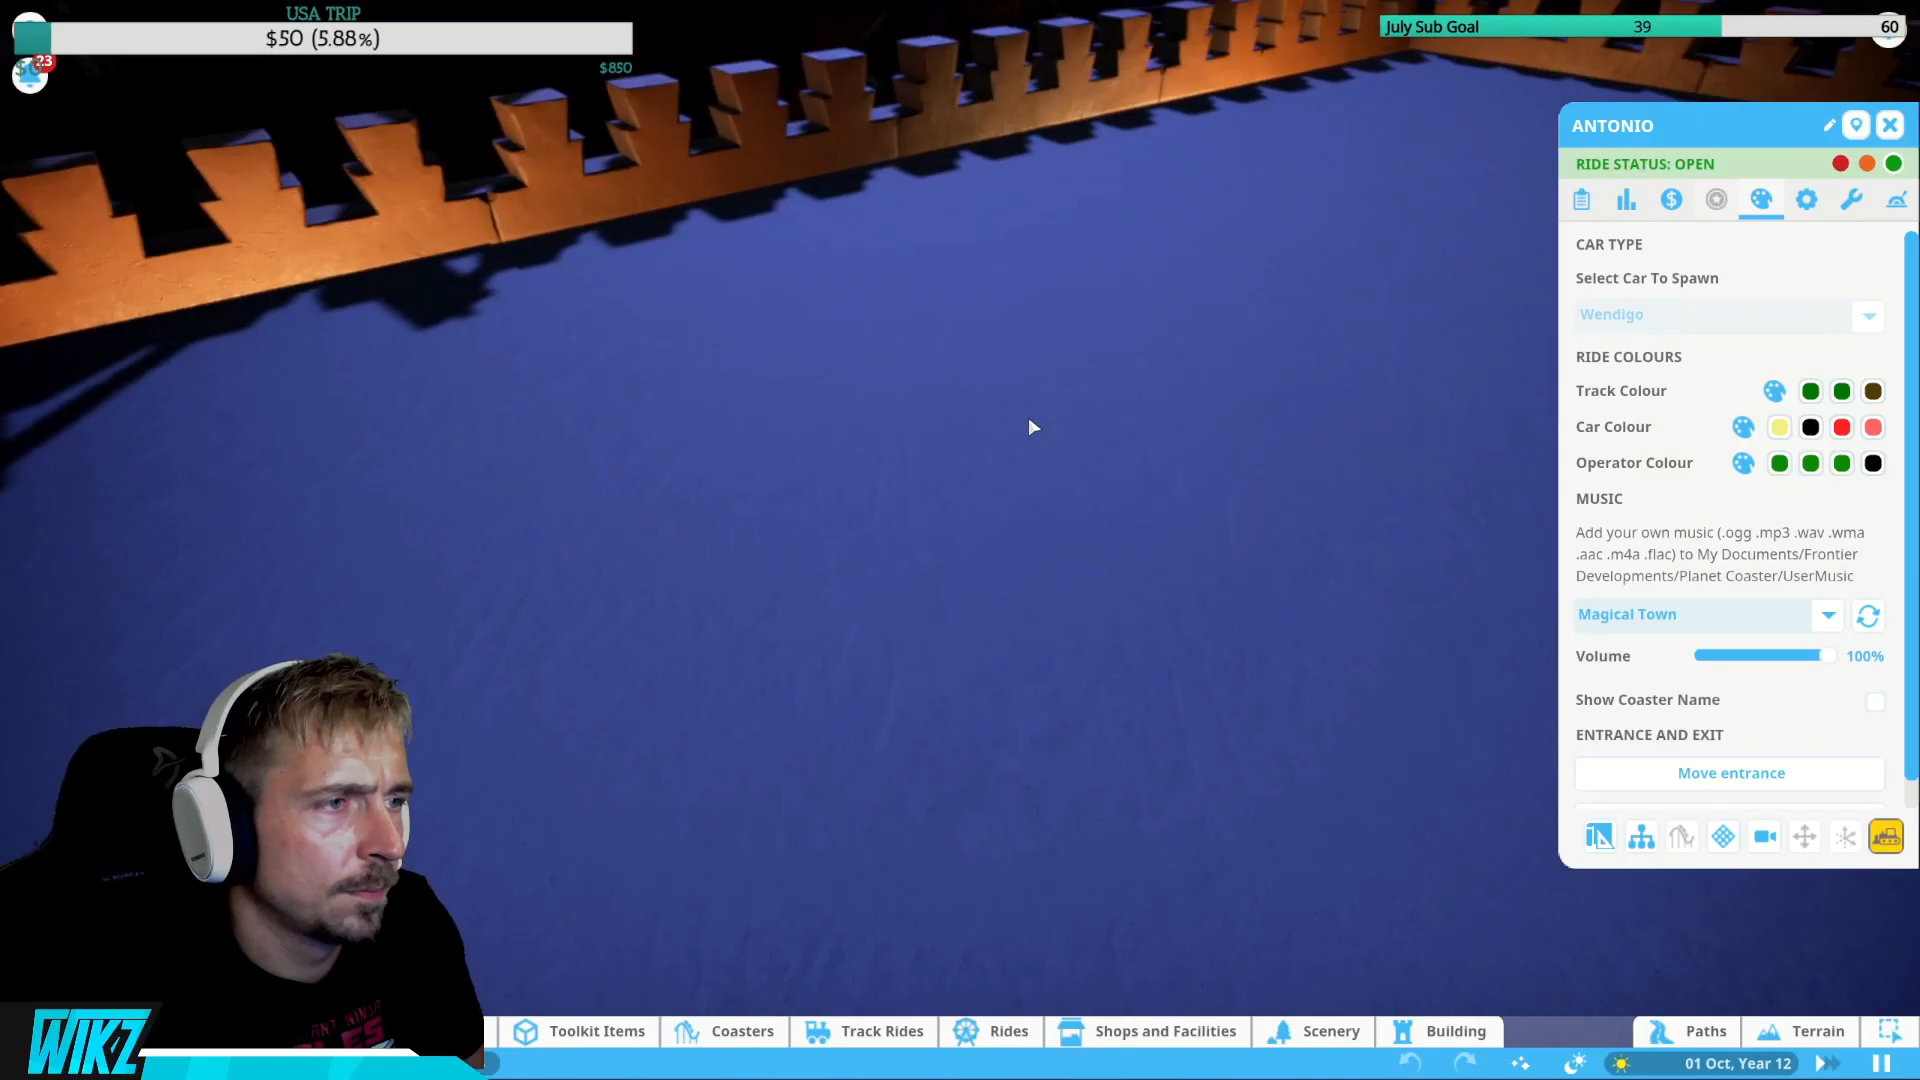 USA TRIP
$50 (5.88%)
$850
$0
23
July Sub Goal
39
60
ANTONIO
RIDE STATUS: OPEN
CAR TYPE
Select Car To Spawn
Wendigo
RIDE COLOURS
Track Colour
Car Colour
Operator Colour
MUSIC
Add your own music (.ogg .mp3 .wav .wma
.aac .m4a .flac) to My Documents/Frontier
Developments/Planet Coaster/UserMusic
Magical Town
Volume
100%
Show Coaster Name
ENTRANCE AND EXIT
Move entrance
WIKZ
Toolkit Items
Coasters
Track Rides
Rides
Shops and Facilities
Scenery
Building
Paths
Terrain
01 Oct, Year 12